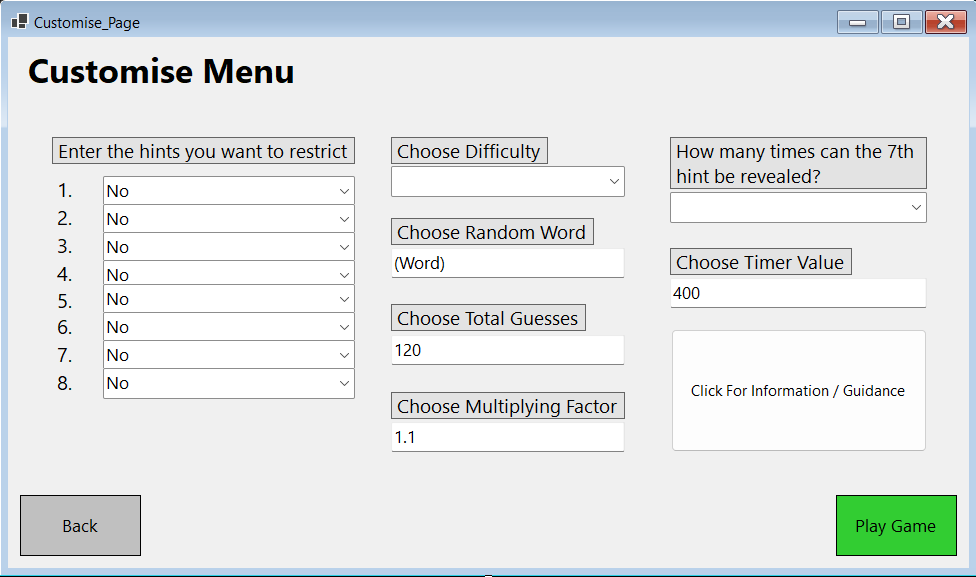 Customise_Page
Customise Menu
Enter the hints you want to restrict
1. No
2. No
3. No
4. No
5. No
6. No
7. No
8. No
Choose Difficulty
Choose Random Word
(Word)
Choose Total Guesses
120
Choose Multiplying Factor
1.1
How many times can the 7th
hint be revealed?
Choose Timer Value
400
Click For Information / Guidance
Back
Play Game